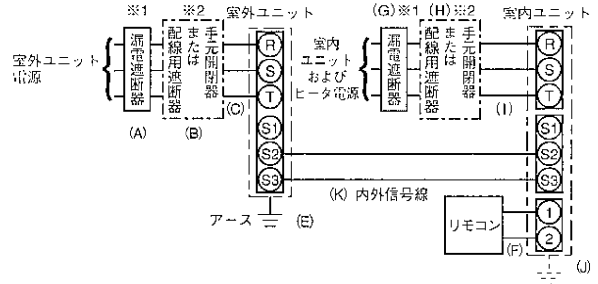 ※1
※2
室外ユニット
室外ユニット
電源
漏電遮断器
手元開閉器
または
配線用遮断器
(A)
(B)
(C)
R
S
T
S1
S2
S3
アース
(E)
(G)※1
(H)※2
室内ユニット
室内
ユニット
および
ヒータ電源
漏電遮断器
手元開閉器
または
配線用遮断器
(I)
R
S
T
S1
S2
S3
(K) 内外信号線
リモコン
1
2
(F)
(J)